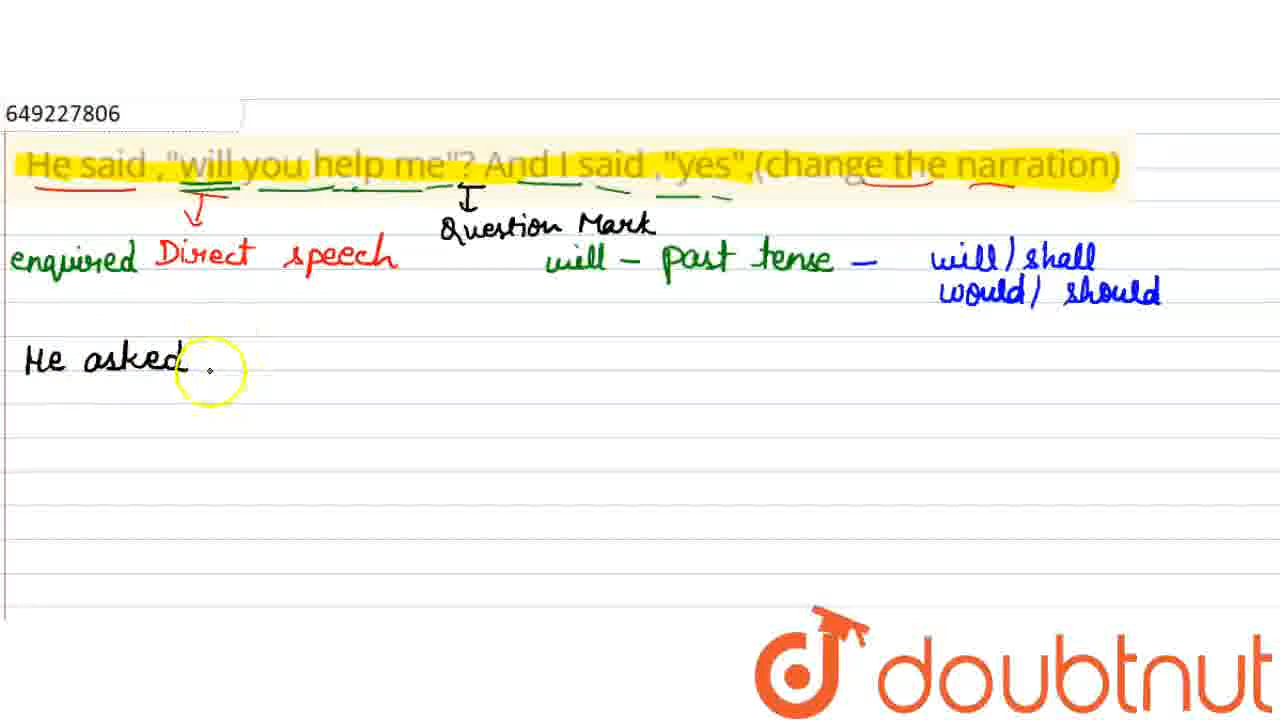 649227806
He said ,"will you help me"? And I said ,"yes".(change the narration)
Question Mark
enquired Direct speech will - past tense - will/shall
would/ should
He asked
doubtnut